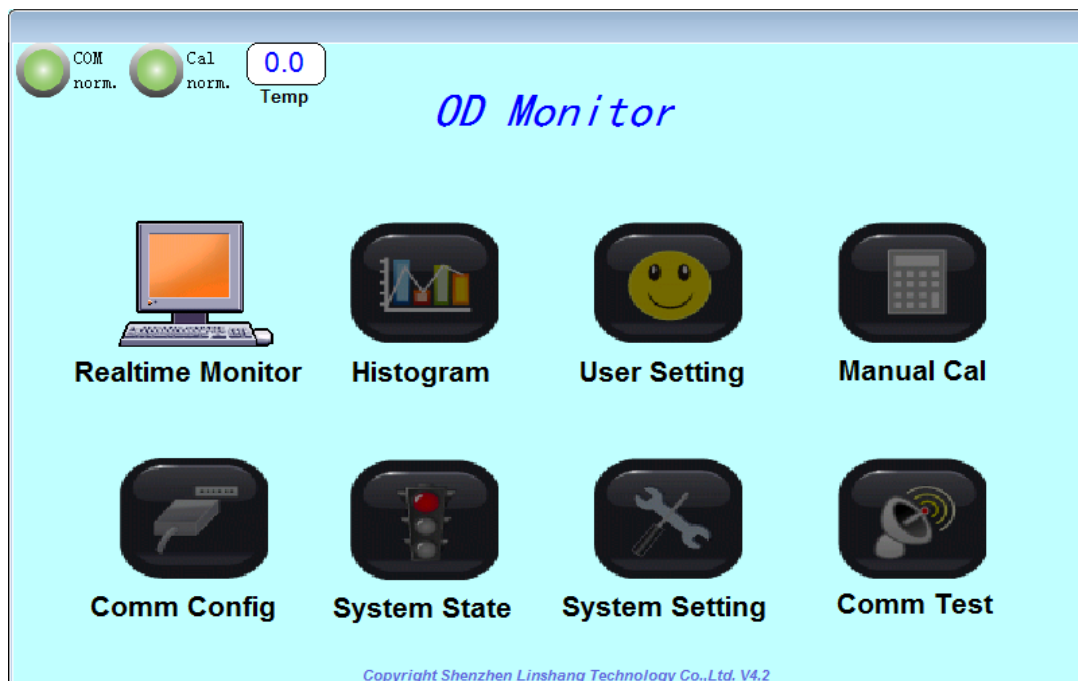 COM
norm.
Cal
norm.
0.0
Temp
OD Monitor
Realtime Monitor
Histogram
User Setting
Manual Cal
Comm Config
System State
System Setting
Comm Test
Copyright Shenzhen Linshang Technology Co.,Ltd. V4.2